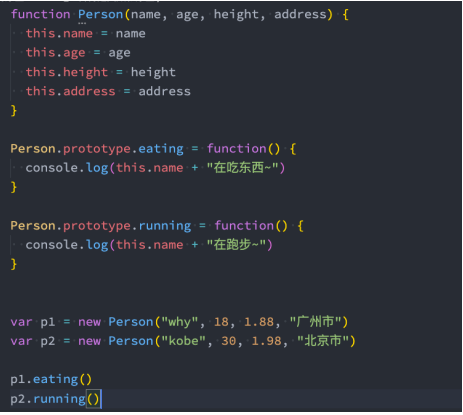 function Person(name, age, height, address) {
  this.name = name
  this.age = age
  this.height = height
  this.address = address
}
Person.prototype.eating = function() {
  console.log(this.name + "在吃东西~")
}
Person.prototype.running = function() {
  console.log(this.name + "在跑步~")
}
var p1 = new Person("why", 18, 1.88, "广州市")
var p2 = new Person("kobe", 30, 1.98, "北京市")
p1.eating()
p2.running()